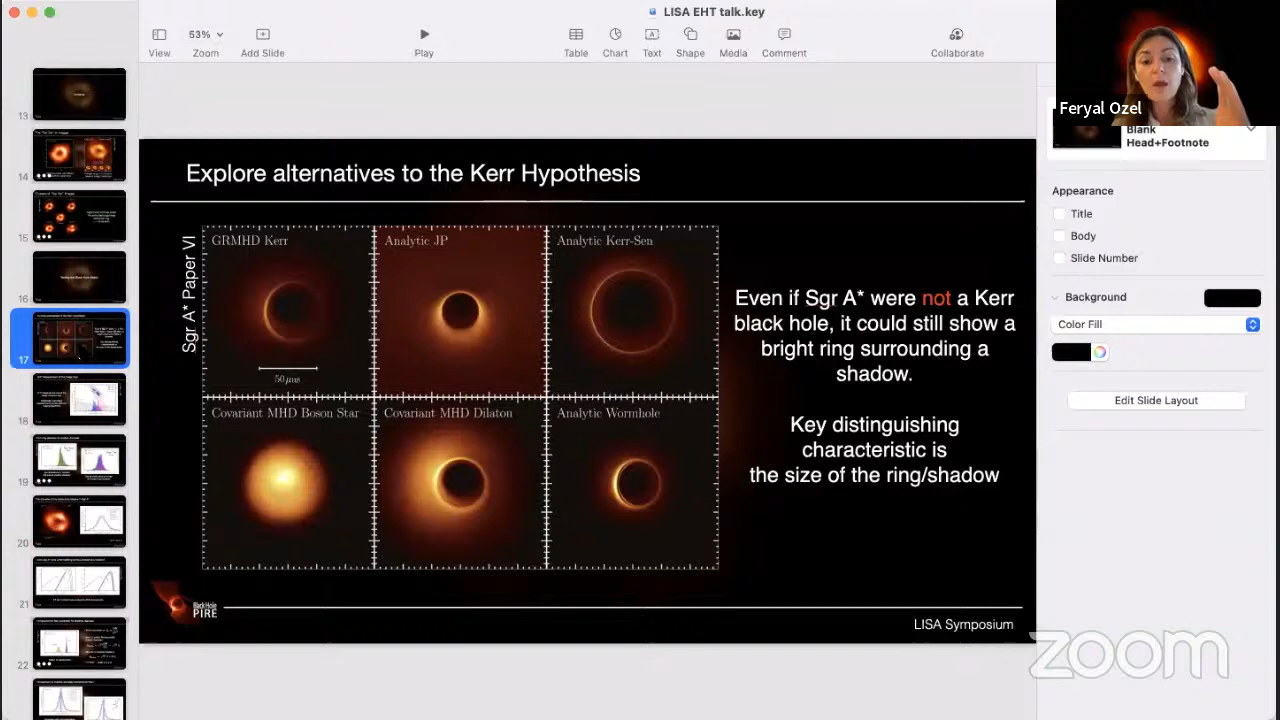 LISA EHT talk.key
53%
View
Zoom
Add Slide
Play
Table
Chart
Text
Shape
Media
Comment
Collaborate
Feryal Ozel
13
14
15
16
17
18
19
20
21
22
Explore alternatives to the Kerr Hypothesis
Sgr A* Paper VI
GRMHD Kerr
Analytic JP
Analytic Kerr-Sen
50 μas
Covariant MHD Boson Star
Covariant MHD Dilaton
Analytic Wormhole
Even if Sgr A* were not a Kerr
black hole, it could still show a
bright ring surrounding a
shadow.
Key distinguishing
characteristic is
the size of the ring/shadow
Black Hole
PIRE
LISA Symposium
Blank
Head+Footnote
Appearance
Title
Body
Slide Number
Background
Color Fill
Edit Slide Layout
zoom